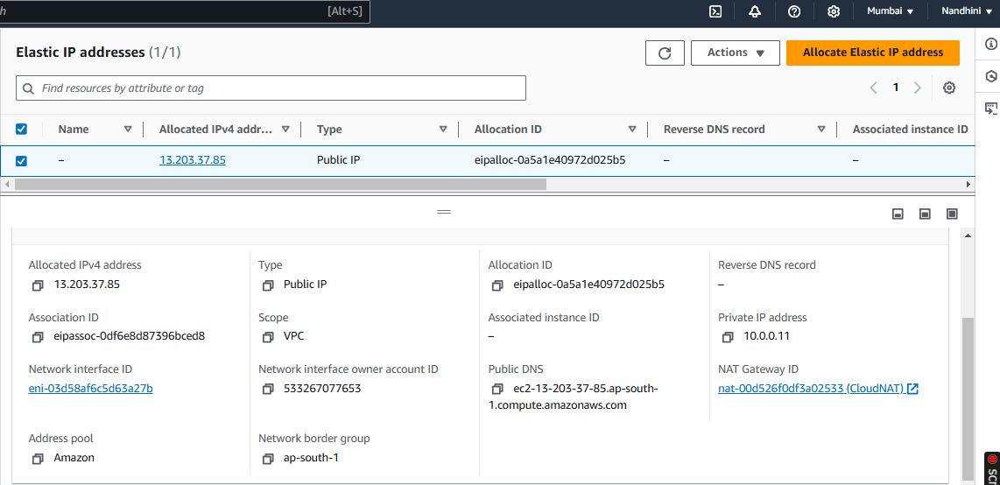 h [Alt+S] Mumbai Nandhini
Elastic IP addresses (1/1) Actions Allocate Elastic IP address
Find resources by attribute or tag 1
Name Allocated IPv4 addr... Type Allocation ID Reverse DNS record Associated instance ID
– 13.203.37.85 Public IP eipalloc-0a5a1e40972d025b5 – –
Allocated IPv4 address Type Allocation ID Reverse DNS record
13.203.37.85 Public IP eipalloc-0a5a1e40972d025b5 –
Association ID Scope Associated instance ID Private IP address
eipassoc-0df6e8d87396bced8 VPC – 10.0.0.11
Network interface ID Network interface owner account ID Public DNS NAT Gateway ID
eni-03d58af6c5d63a27b 533267077653 ec2-13-203-37-85.ap-south- nat-00d526f0df3a02533 (CloudNAT)
1.compute.amazonaws.com
Address pool Network border group
Amazon ap-south-1